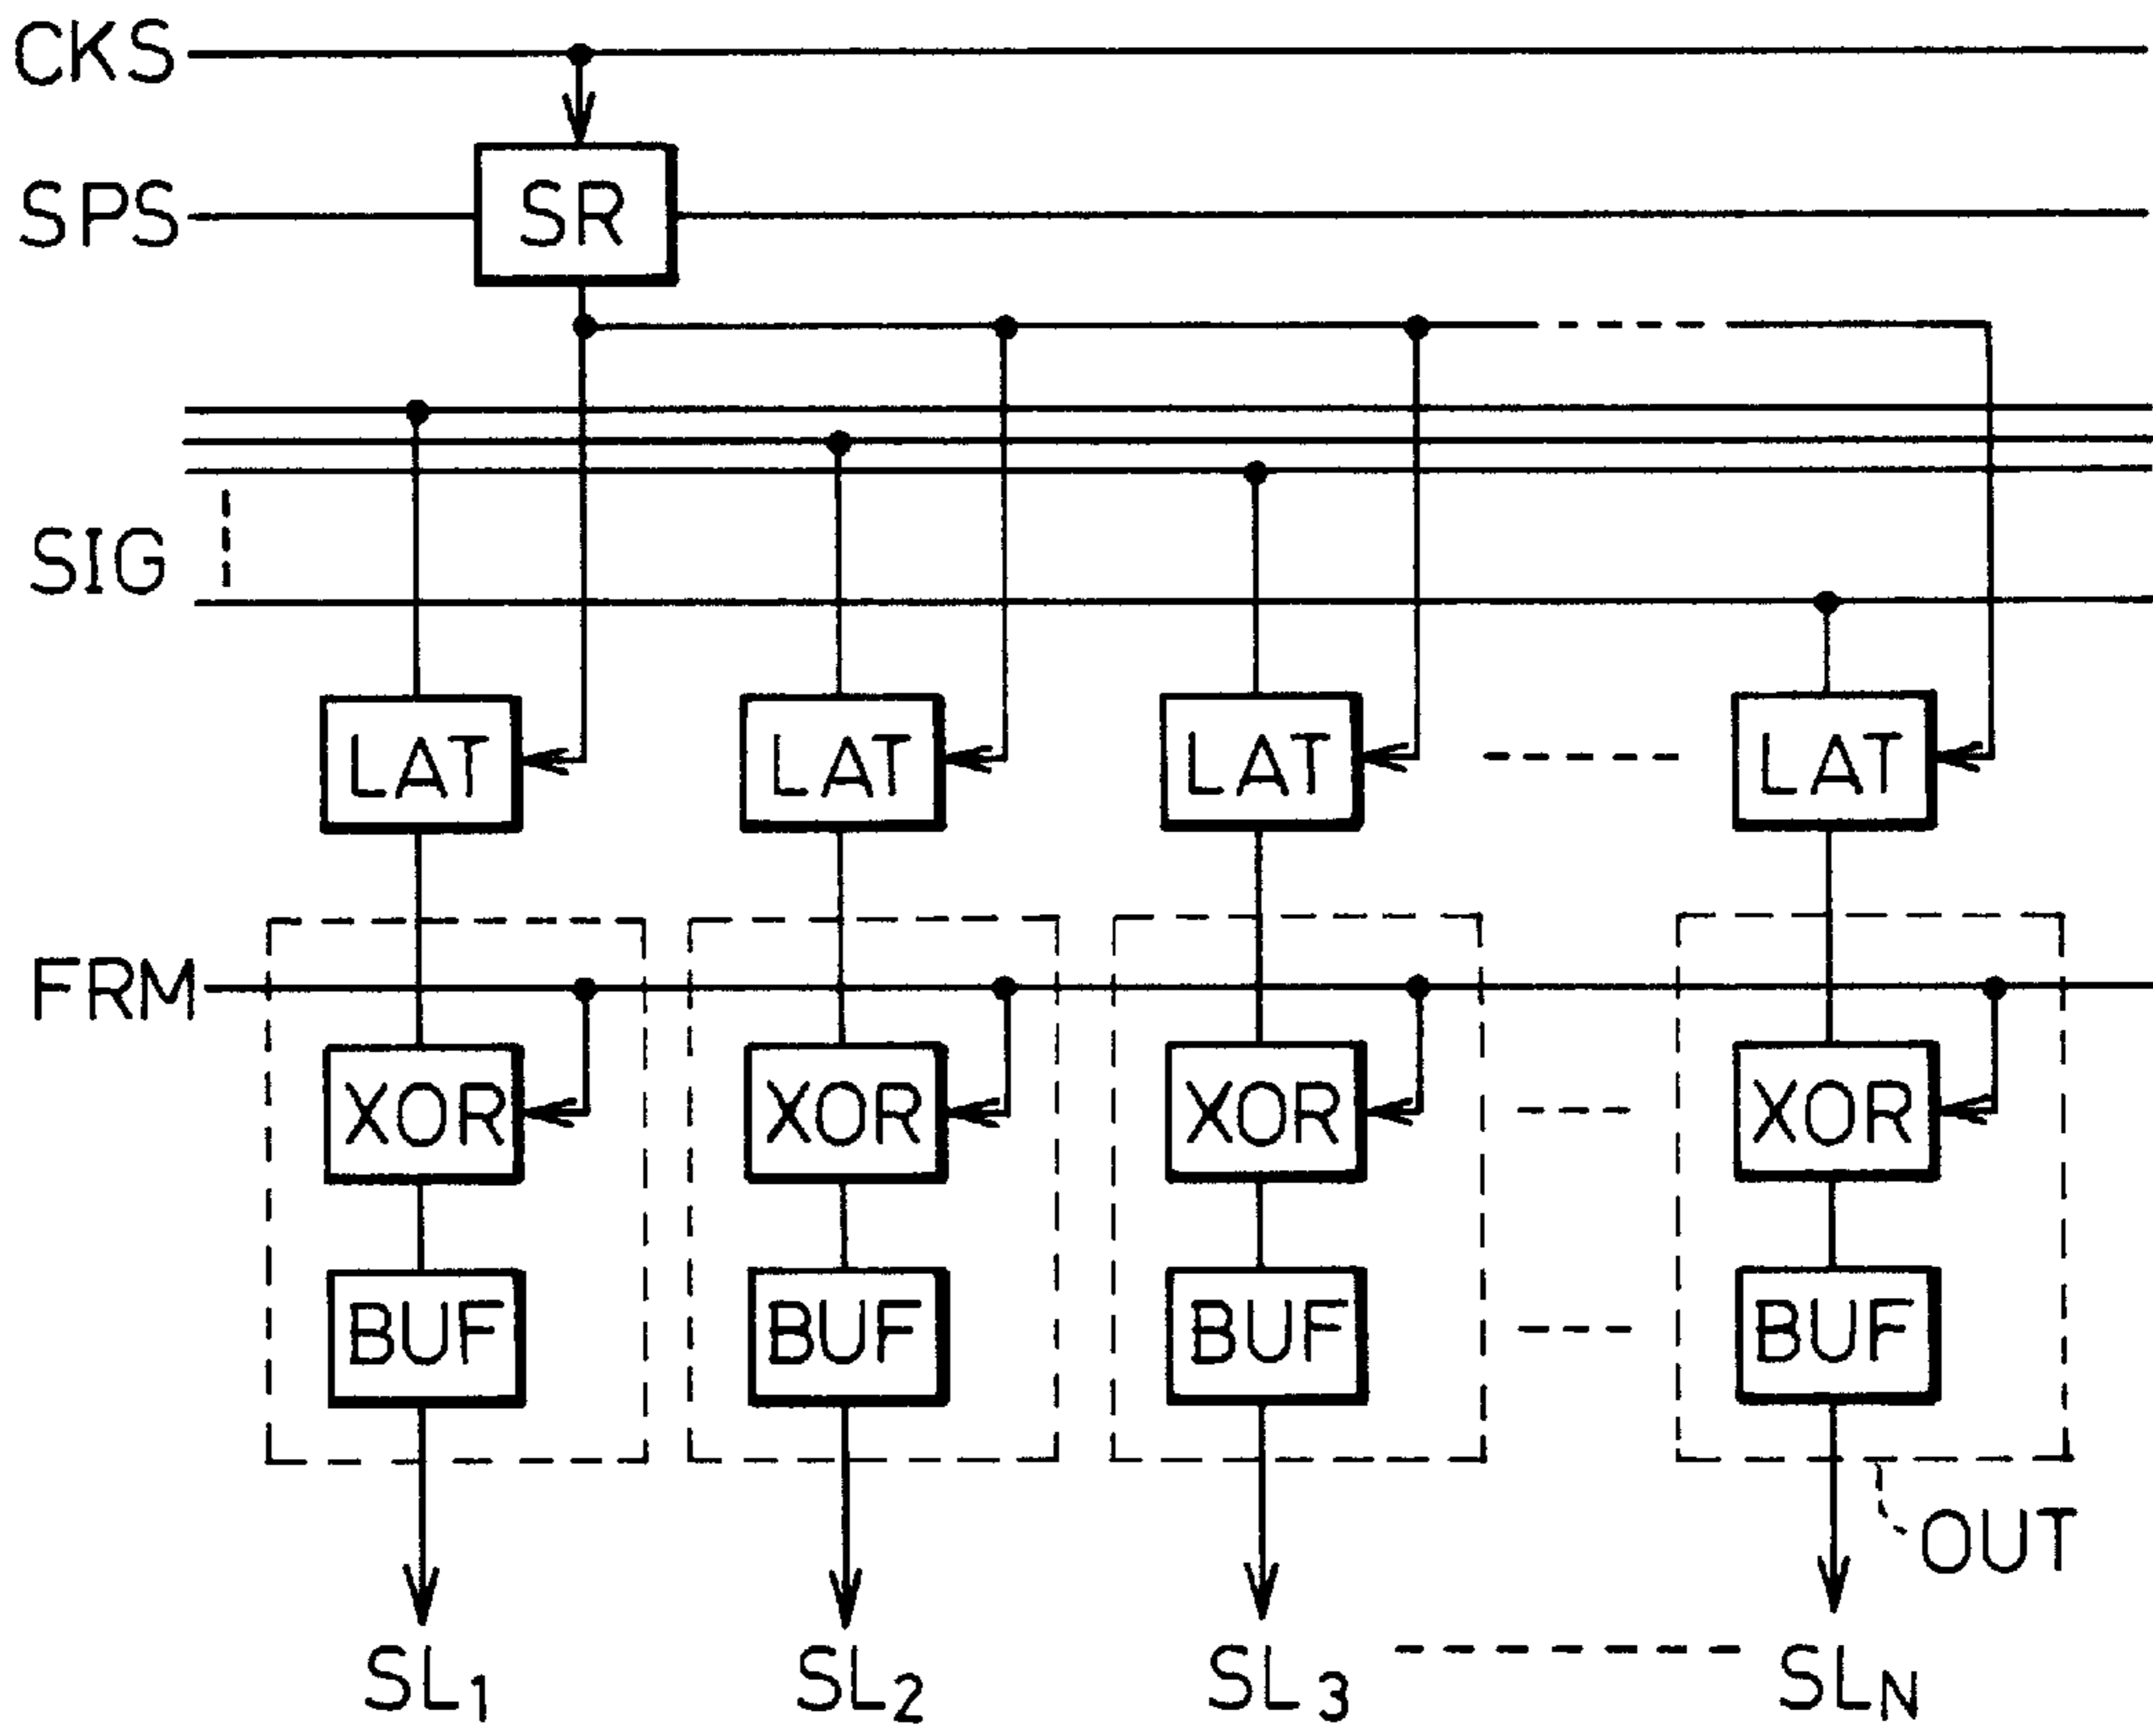 CKS
SPS
SR
SIG
LAT LAT LAT LAT
FRM
XOR XOR XOR XOR
BUF BUF BUF BUF
OUT
SL1 SL2 SL3 SLN